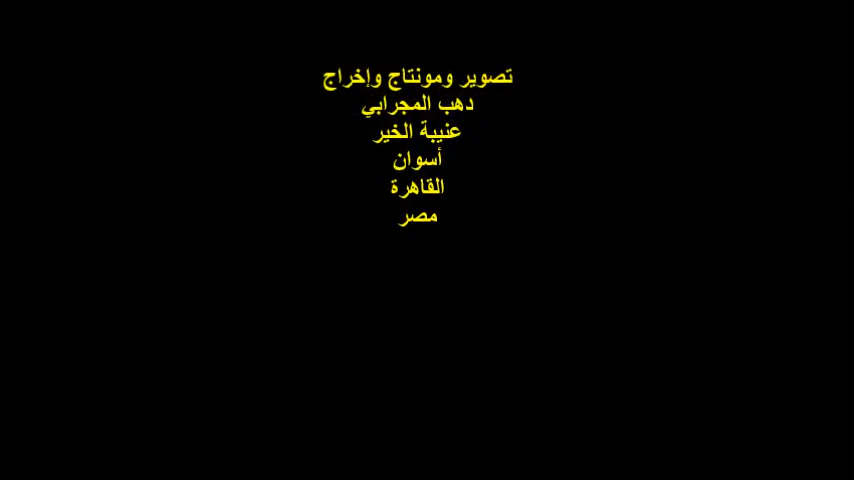 تصوير ومونتاج وإخراج
دهب المجرابي
عنيبة الخير
أسوان
القاهرة
مصر